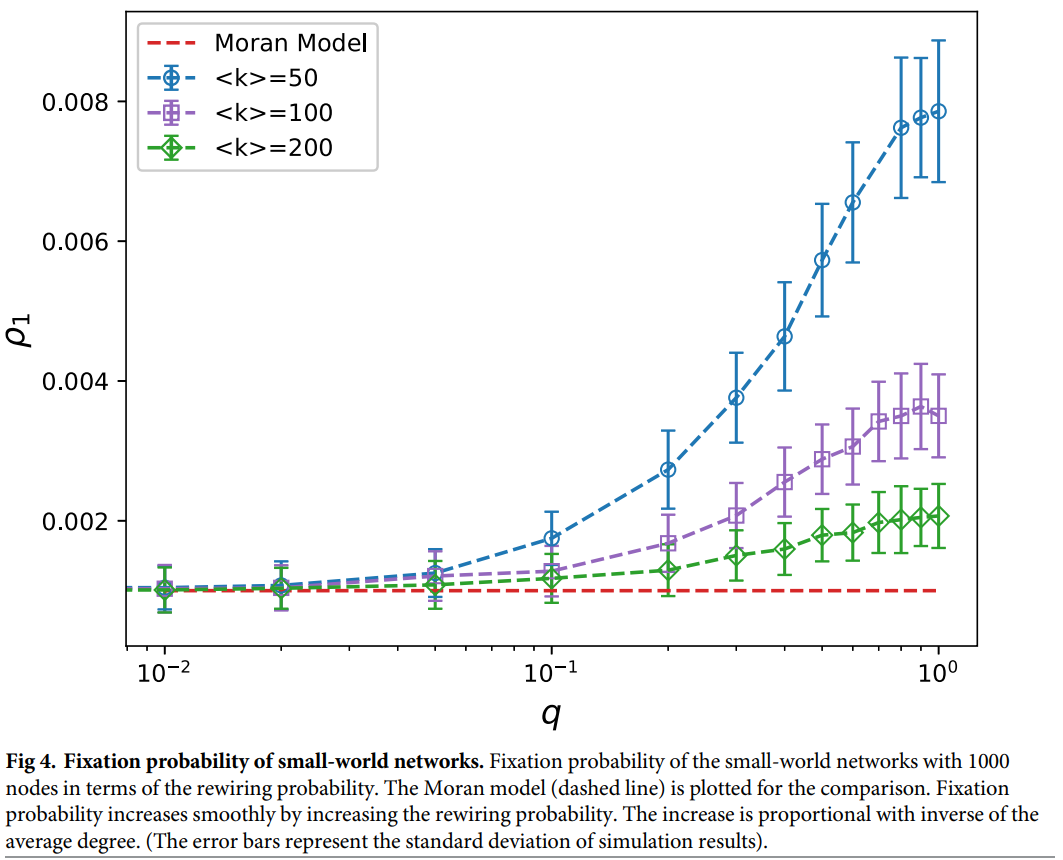 Moran Model
<k>=50
<k>=100
<k>=200
0.008
0.006
0.004
0.002
ρ1
10−2
10−1
100
q
Fig 4. Fixation probability of small-world networks. Fixation probability of the small-world networks with 1000
nodes in terms of the rewiring probability. The Moran model (dashed line) is plotted for the comparison. Fixation
probability increases smoothly by increasing the rewiring probability. The increase is proportional with inverse of the
average degree. (The error bars represent the standard deviation of simulation results).